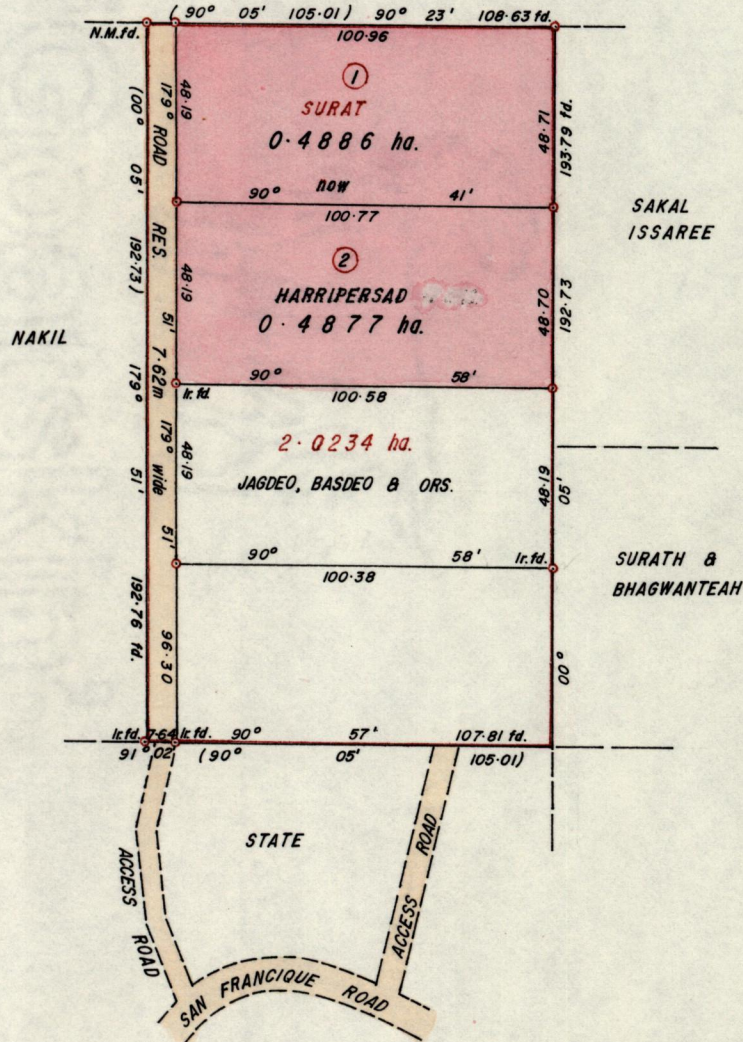 ( 90° 05' 105.01 ) 90° 23' 108.63 fd.
N.M.fd.
100.96
1
SURAT
0.4886 ha.
48.19
48.71
193.79 fd.
179° ROAD RES. 51' 7.62m 179° wide 51' 96.30
(00° 05' 192.73) 179° 51' 192.76 fd.
now
90° 41'
100.77
SAKAL
ISSAREE
2
HARRIPERSAD
0.4877 ha.
48.19
48.70
192.73
NAKIL
90° 58'
Ir.fd.
100.58
2.0234 ha.
JAGDEO, BASDEO & ORS.
48.19
48.19
05'
90° 58' Ir.fd.
100.38
SURATH &
BHAGWANTEAH
00°
Ir.fd. 7.64 Ir.fd. 90° 57' 107.81 fd.
91° 02' (90° 05' 105.01)
STATE
ACCESS ROAD
ACCESS ROAD
SAN FRANCIQUE ROAD